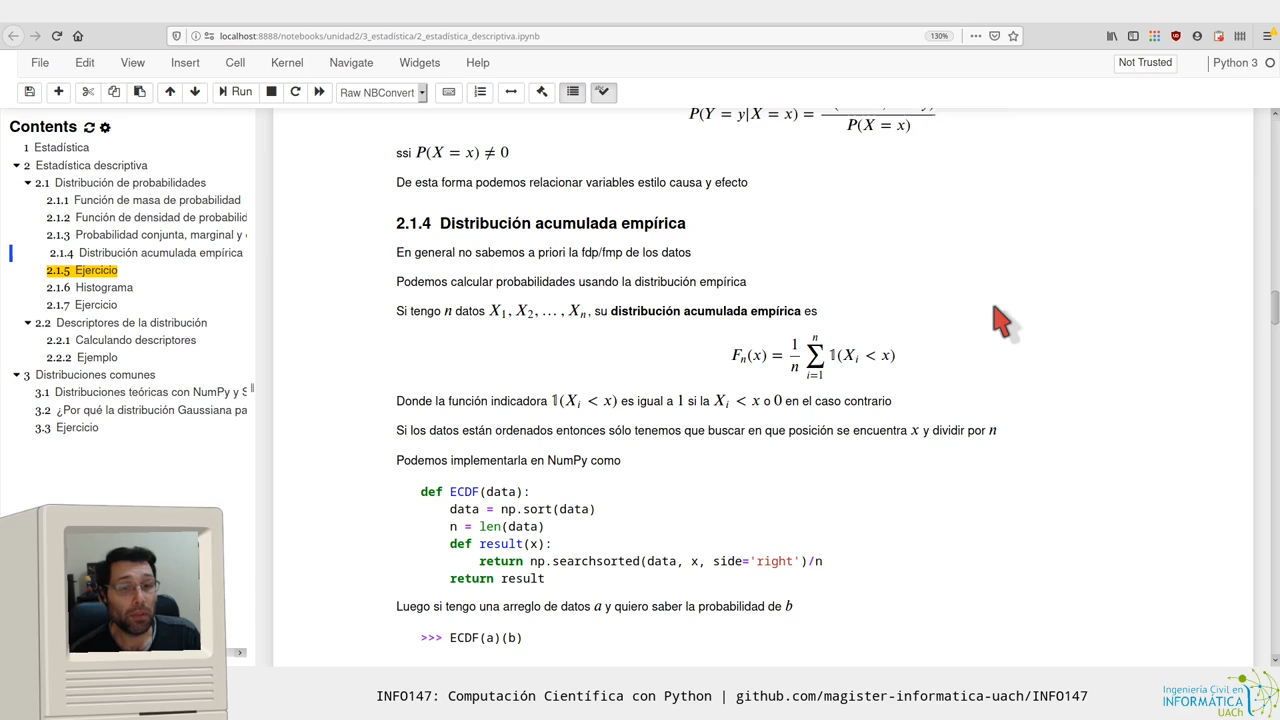 localhost:8888/notebooks/unidad2/3_estadística/2_estadística_descriptiva.ipynb
130%
File Edit View Insert Cell Kernel Navigate Widgets Help
Not Trusted
Python 3
Run
Raw NBConvert
Contents
1 Estadística
2 Estadística descriptiva
2.1 Distribución de probabilidades
2.1.1 Función de masa de probabilidad
2.1.2 Función de densidad de probabilid
2.1.3 Probabilidad conjunta, marginal y
2.1.4 Distribución acumulada empírica
2.1.5 Ejercicio
2.1.6 Histograma
2.1.7 Ejercicio
2.2 Descriptores de la distribución
2.2.1 Calculando descriptores
2.2.2 Ejemplo
3 Distribuciones comunes
3.1 Distribuciones teóricas con NumPy y S
3.2 ¿Por qué la distribución Gaussiana pa
3.3 Ejercicio
P(Y = y|X = x) =
P(X = x)
ssi P(X = x) ≠ 0
De esta forma podemos relacionar variables estilo causa y efecto
2.1.4 Distribución acumulada empírica
En general no sabemos a priori la fdp/fmp de los datos
Podemos calcular probabilidades usando la distribución empírica
Si tengo n datos X₁, X₂, …, Xₙ, su distribución acumulada empírica es
Fₙ(x) = 1/n ∑ᵢ₌₁ⁿ 𝟙(Xᵢ < x)
Donde la función indicadora 𝟙(Xᵢ < x) es igual a 1 si la Xᵢ < x o 0 en el caso contrario
Si los datos están ordenados entonces sólo tenemos que buscar en que posición se encuentra x y dividir por n
Podemos implementarla en NumPy como
def ECDF(data):
data = np.sort(data)
n = len(data)
def result(x):
return np.searchsorted(data, x, side='right')/n
return result
Luego si tengo una arreglo de datos a y quiero saber la probabilidad de b
>>> ECDF(a)(b)
INFO147: Computación Científica con Python | github.com/magister-informatica-uach/INFO147
Ingeniería Civil en
INFORMÁTICA
UACh